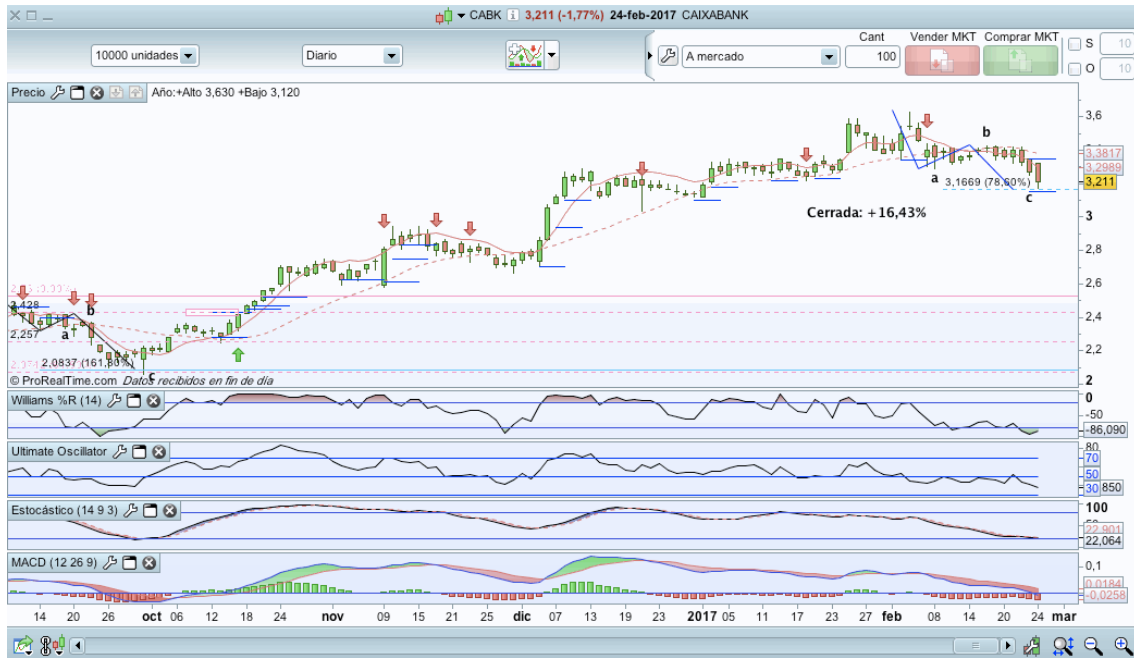 CABK 3,211 (-1,77%) 24-feb-2017 CAIXABANK
Cant Vender MKT Comprar MKT
10000 unidades Diario A mercado 100
S 10
O 10
Precio Año:+Alto 3,630 +Bajo 3,120
3,6
3,3817
3,2989
3,211
3
2,8
2,6
2,4
2,2
2
b
a
3,1669 (78,60%)
c
Cerrada: +16,43%
b
a
2,257
2,0837 (161,80%)
c
© ProRealTime.com Datos recibidos en fin de día
Williams %R (14)
0
-50
-86,090
Ultimate Oscillator
80
70
50
30 850
Estocástico (14 9 3)
100
22,901
22,064
MACD (12 26 9)
0,1
0,0184
-0,0258
14 20 26 oct 06 12 18 24 nov 09 15 21 dic 07 13 19 23 2017 05 11 17 23 27 feb 08 14 20 24 mar